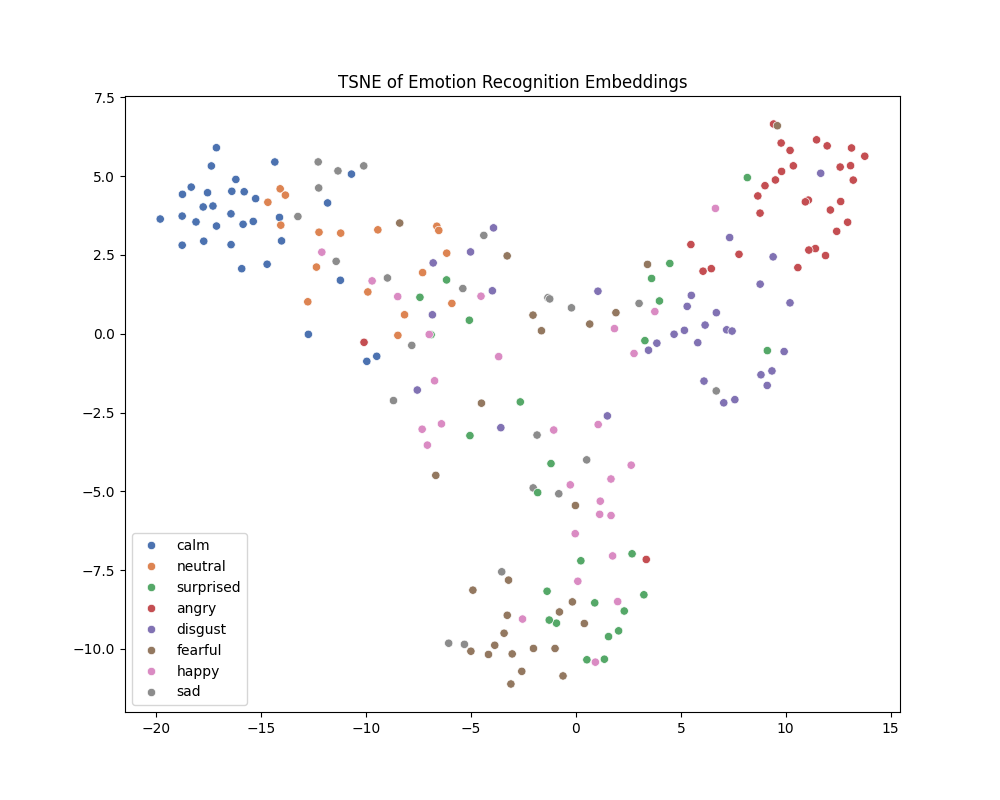 TSNE of Emotion Recognition Embeddings
7.5
5.0
2.5
0.0
−2.5
−5.0
−7.5
−10.0
calm
neutral
surprised
angry
disgust
fearful
happy
sad
−20 −15 −10 −5 0 5 10 15